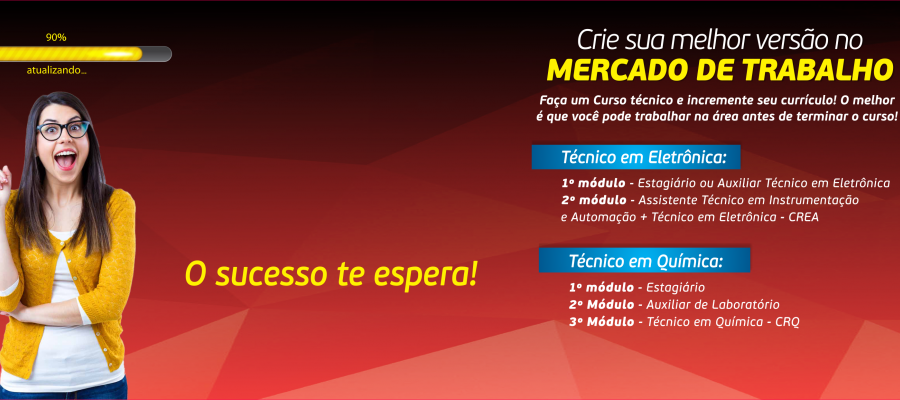 90%
atualizando...
O sucesso te espera!
Crie sua melhor versão no
MERCADO DE TRABALHO
Faça um Curso técnico e incremente seu currículo! O melhor
é que você pode trabalhar na área antes de terminar o curso!
Técnico em Eletrônica:
1º módulo - Estagiário ou Auxiliar Técnico em Eletrônica
2º módulo - Assistente Técnico em Instrumentação
e Automação + Técnico em Eletrônica - CREA
Técnico em Química:
1º módulo - Estagiário
2º Módulo - Auxiliar de Laboratório
3º Módulo - Técnico em Química - CRQ